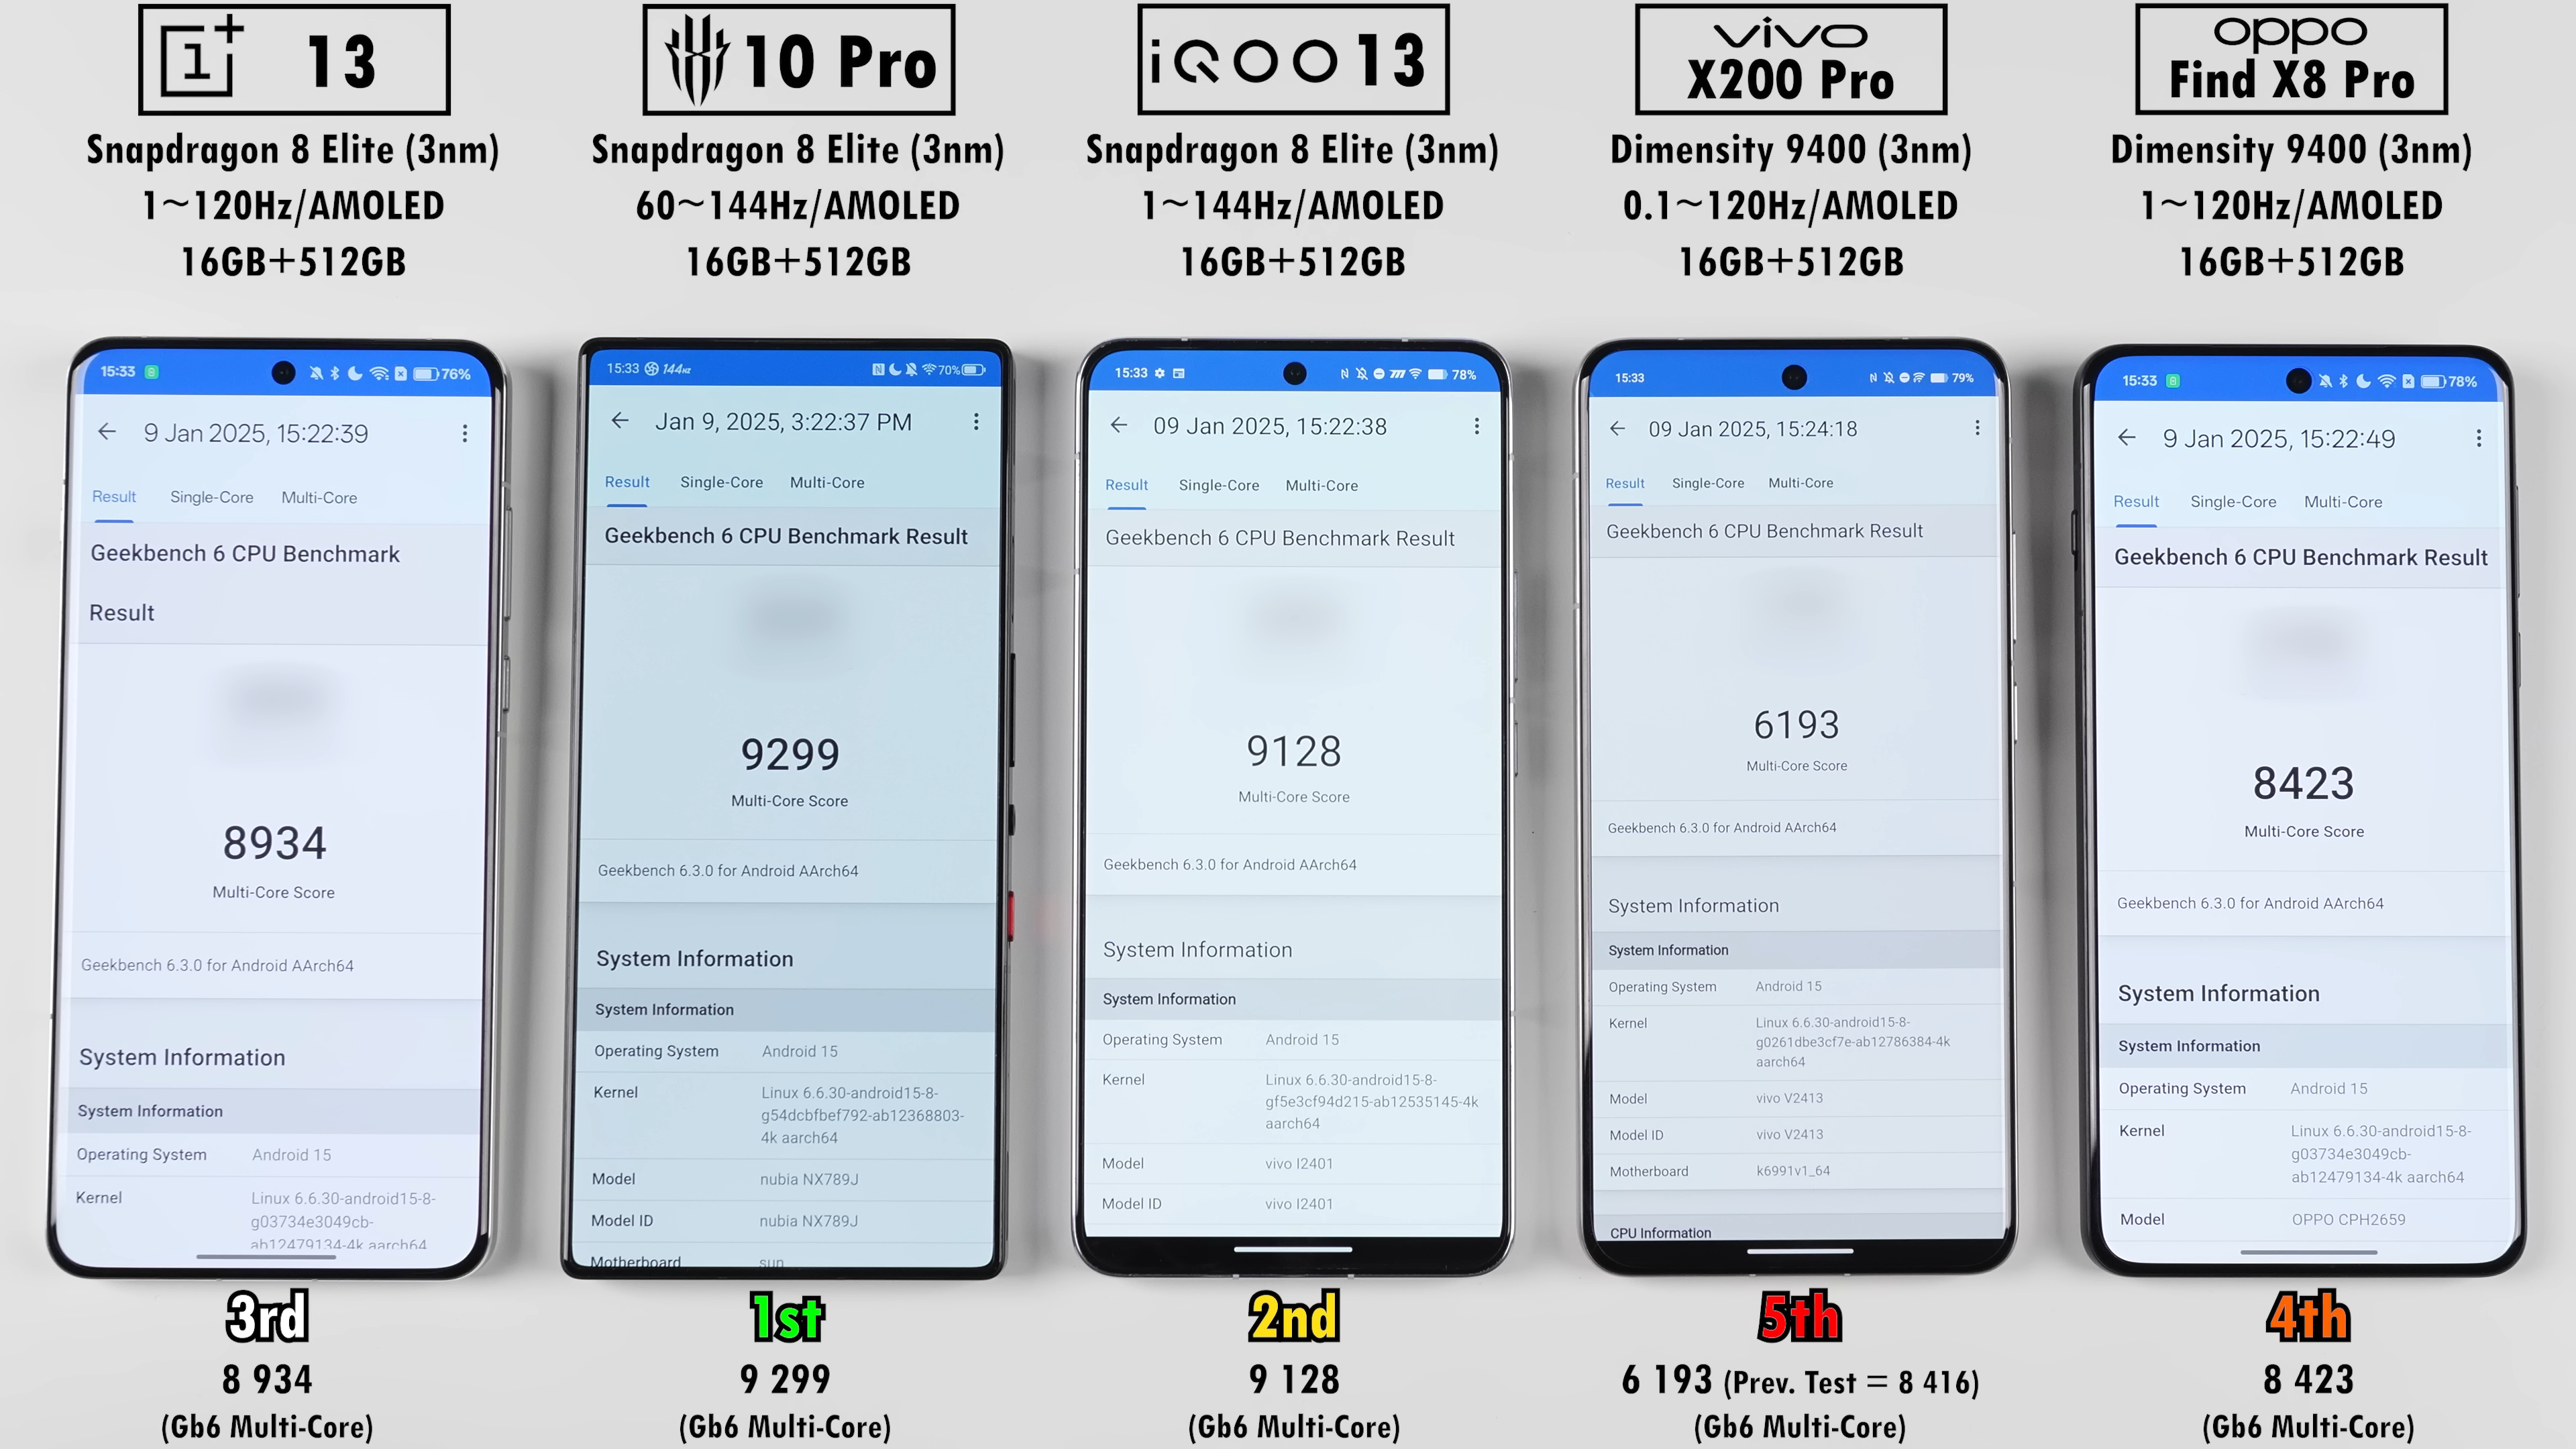 1+ 13
Snapdragon 8 Elite (3nm)
1~120Hz/AMOLED
16GB+512GB
10 Pro
Snapdragon 8 Elite (3nm)
60~144Hz/AMOLED
16GB+512GB
iQOO 13
Snapdragon 8 Elite (3nm)
1~144Hz/AMOLED
16GB+512GB
vivo
X200 Pro
Dimensity 9400 (3nm)
0.1~120Hz/AMOLED
16GB+512GB
oppo
Find X8 Pro
Dimensity 9400 (3nm)
1~120Hz/AMOLED
16GB+512GB
15:33 76%
9 Jan 2025, 15:22:39
Result Single-Core Multi-Core
Geekbench 6 CPU Benchmark
Result
8934
Multi-Core Score
Geekbench 6.3.0 for Android AArch64
System Information
System Information
Operating System Android 15
Kernel Linux 6.6.30-android15-8-
g03734e3049cb-
ab12479134-4k aarch64
3rd
8 934
(Gb6 Multi-Core)
15:33 144Hz 70%
Jan 9, 2025, 3:22:37 PM
Result Single-Core Multi-Core
Geekbench 6 CPU Benchmark Result
9299
Multi-Core Score
Geekbench 6.3.0 for Android AArch64
System Information
System Information
Operating System Android 15
Kernel Linux 6.6.30-android15-8-
g54dcbfbef792-ab12368803-
4k aarch64
Model nubia NX789J
Model ID nubia NX789J
Motherboard sun
1st
9 299
(Gb6 Multi-Core)
15:33 78%
09 Jan 2025, 15:22:38
Result Single-Core Multi-Core
Geekbench 6 CPU Benchmark Result
9128
Multi-Core Score
Geekbench 6.3.0 for Android AArch64
System Information
System Information
Operating System Android 15
Kernel Linux 6.6.30-android15-8-
gf5e3cf94d215-ab12535145-4k
aarch64
Model vivo I2401
Model ID vivo I2401
2nd
9 128
(Gb6 Multi-Core)
15:33 79%
09 Jan 2025, 15:24:18
Result Single-Core Multi-Core
Geekbench 6 CPU Benchmark Result
6193
Multi-Core Score
Geekbench 6.3.0 for Android AArch64
System Information
System Information
Operating System Android 15
Kernel Linux 6.6.30-android15-8-
g0261dbe3cf7e-ab12786384-4k
aarch64
Model vivo V2413
Model ID vivo V2413
Motherboard k6991v1_64
CPU Information
5th
6 193 (Prev. Test = 8 416)
(Gb6 Multi-Core)
15:33 78%
9 Jan 2025, 15:22:49
Result Single-Core Multi-Core
Geekbench 6 CPU Benchmark Result
8423
Multi-Core Score
Geekbench 6.3.0 for Android AArch64
System Information
System Information
Operating System Android 15
Kernel Linux 6.6.30-android15-8-
g03734e3049cb-
ab12479134-4k aarch64
Model OPPO CPH2659
4th
8 423
(Gb6 Multi-Core)